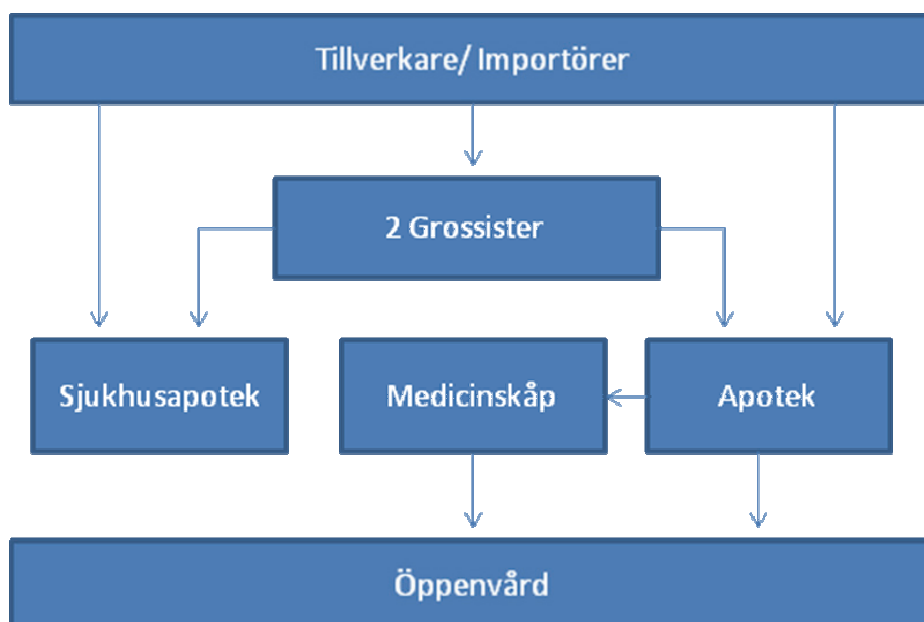 Tillverkare/ Importörer
2 Grossister
Sjukhusapotek
Medicinskåp
Apotek
Öppenvård